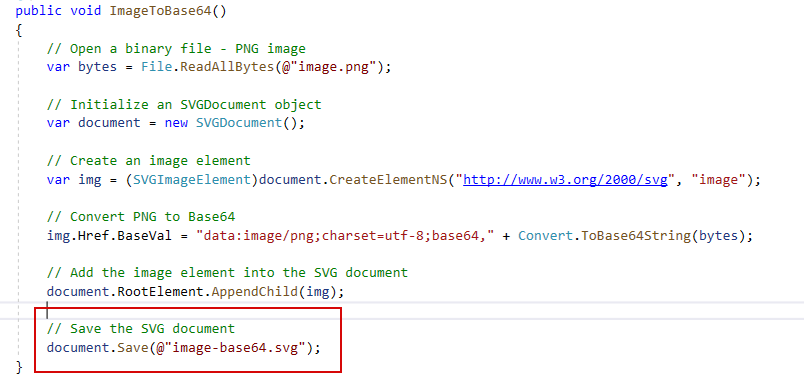 public void ImageToBase64()
{
// Open a binary file - PNG image
var bytes = File.ReadAllBytes(@"image.png");
// Initialize an SVGDocument object
var document = new SVGDocument();
// Create an image element
var img = (SVGImageElement)document.CreateElementNS("http://www.w3.org/2000/svg", "image");
// Convert PNG to Base64
img.Href.BaseVal = "data:image/png;charset=utf-8;base64," + Convert.ToBase64String(bytes);
// Add the image element into the SVG document
document.RootElement.AppendChild(img);
// Save the SVG document
document.Save(@"image-base64.svg");
}